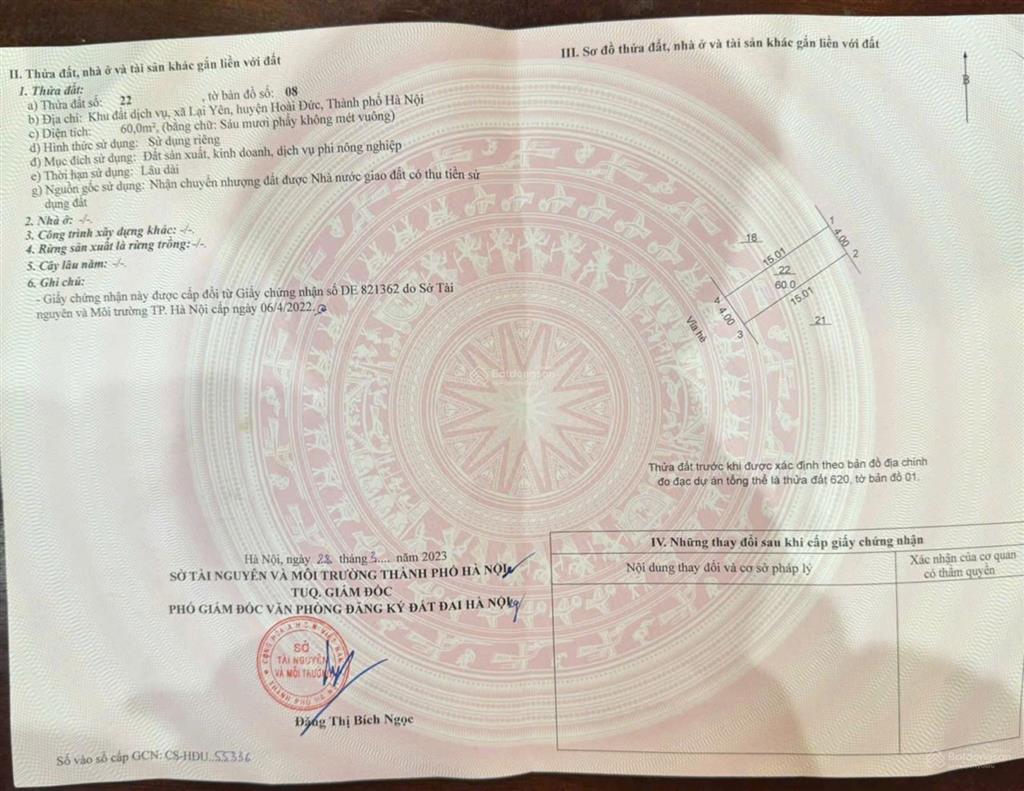 II. Thửa đất, nhà ở và tài sản khác gắn liền với đất
1. Thửa đất:
a) Thửa đất số: 22 , tờ bản đồ số: 08
b) Địa chỉ: Khu đất dịch vụ, xã Lại Yên, huyện Hoài Đức, Thành phố Hà Nội
c) Diện tích: 60,0m², (bằng chữ: Sáu mươi phẩy không mét vuông)
d) Hình thức sử dụng: Sử dụng riêng
đ) Mục đích sử dụng: Đất sản xuất, kinh doanh, dịch vụ phi nông nghiệp
e) Thời hạn sử dụng: Lâu dài
g) Nguồn gốc sử dụng: Nhận chuyển nhượng đất được Nhà nước giao đất có thu tiền sử
dụng đất
2. Nhà ở: -/-.
3. Công trình xây dựng khác: -/-.
4. Rừng sản xuất là rừng trồng:-/-.
5. Cây lâu năm: -/-.
6. Ghi chú:
- Giấy chứng nhận này được cấp đổi từ Giấy chứng nhận số DE 821362 do Sở Tài
nguyên và Môi trường TP. Hà Nội cấp ngày 06/4/2022.
Hà Nội, ngày 28 tháng 3.... năm 2023
SỞ TÀI NGUYÊN VÀ MÔI TRƯỜNG THÀNH PHỐ HÀ NỘI
TUQ. GIÁM ĐỐC
PHÓ GIÁM ĐỐC VĂN PHÒNG ĐĂNG KÝ ĐẤT ĐAI HÀ NỘI
SỞ
TÀI NGUYÊN
VÀ MÔI TRƯỜNG
Đặng Thị Bích Ngọc
Số vào sổ cấp GCN: CS-HDU..55336
III. Sơ đồ thửa đất, nhà ở và tài sản khác gắn liền với đất
B
1
18
4.00
2
15.01
22
60.0
15.01
4
4.00
3
21
Vỉa hè
Thửa đất trước khi được xác định theo bản đồ địa chính
đo đạc dự án tổng thể là thửa đất 620, tờ bản đồ 01.
IV. Những thay đổi sau khi cấp giấy chứng nhận
Nội dung thay đổi và cơ sở pháp lý
Xác nhận của cơ quan
có thẩm quyền
Batdongsan